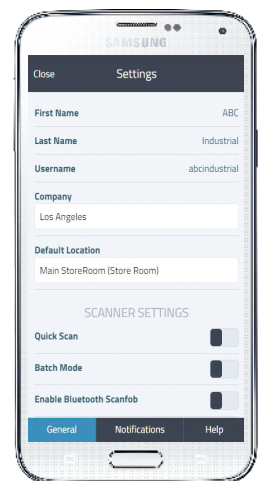 SAMSUNG
Close Settings
First Name ABC
Last Name Industrial
Username abcindustrial
Company
Los Angeles
Default Location
Main StoreRoom (Store Room)
SCANNER SETTINGS
Quick Scan
Batch Mode
Enable Bluetooth Scanfob
General Notifications Help